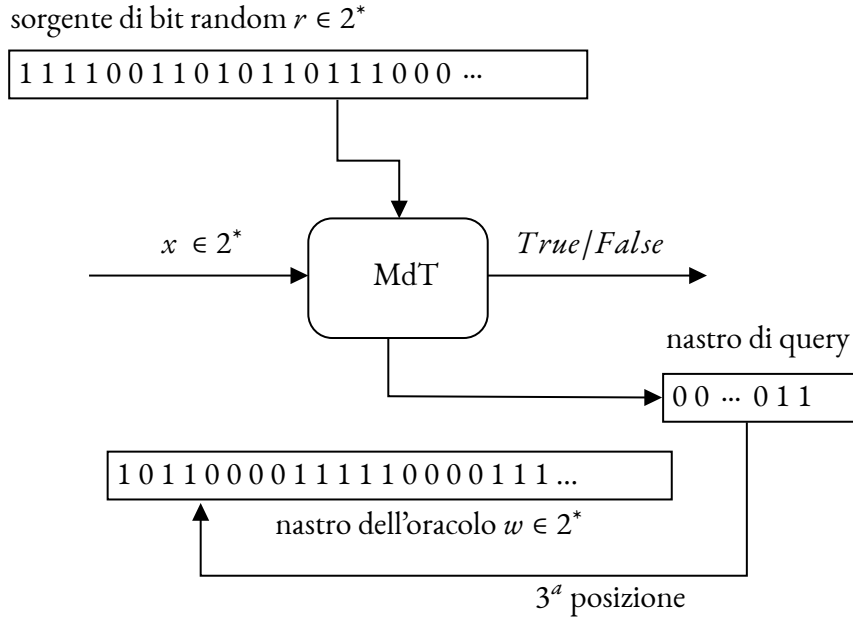 sorgente di bit random r ∈ 2*
1 1 1 1 0 0 1 1 0 1 0 1 1 0 1 1 1 0 0 0 ...
x ∈ 2*
True/False
MdT
nastro di query
0 0 ... 0 1 1
1 0 1 1 0 0 0 0 1 1 1 1 1 0 0 0 0 1 1 1 ...
nastro dell'oracolo w ∈ 2*
3ª posizione